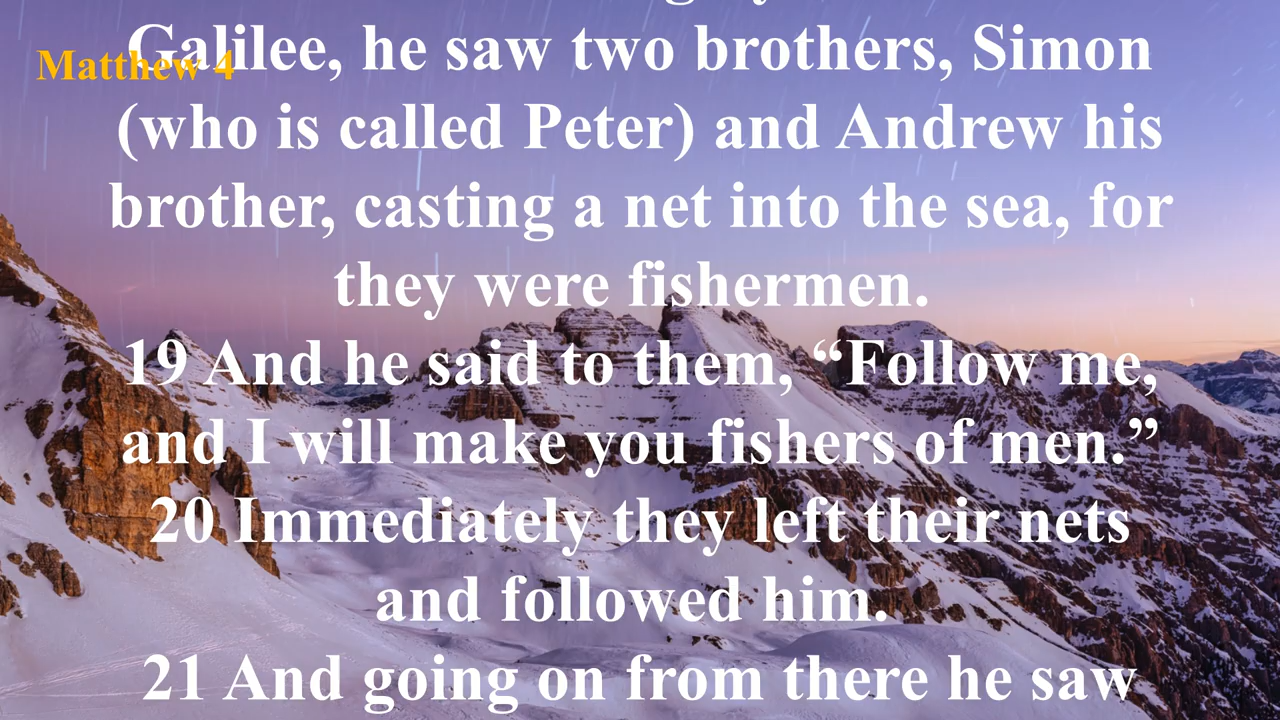 Matthew 4
Galilee, he saw two brothers, Simon
(who is called Peter) and Andrew his
brother, casting a net into the sea, for
they were fishermen.
19 And he said to them, “Follow me,
and I will make you fishers of men.”
20 Immediately they left their nets
and followed him.
21 And going on from there he saw